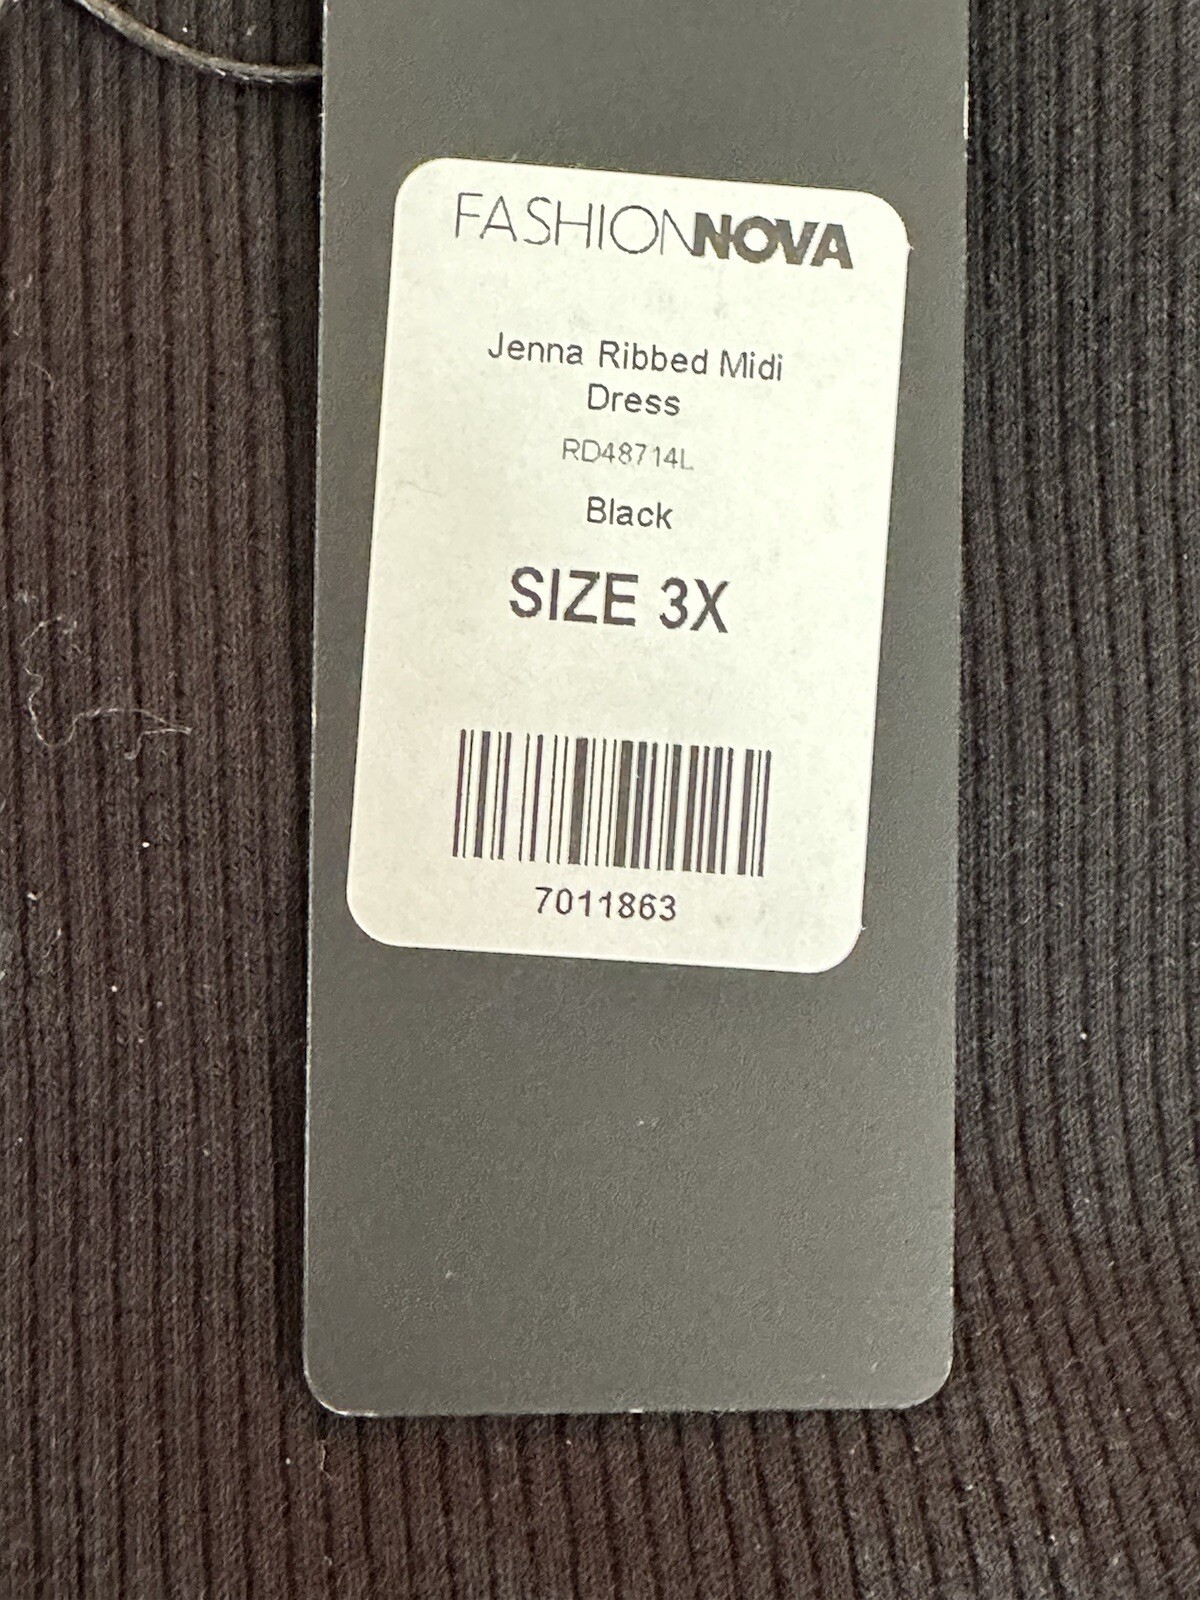 FASHIONNOVA
Jenna Ribbed Midi
Dress
RD48714L
Black
SIZE 3X
7011863